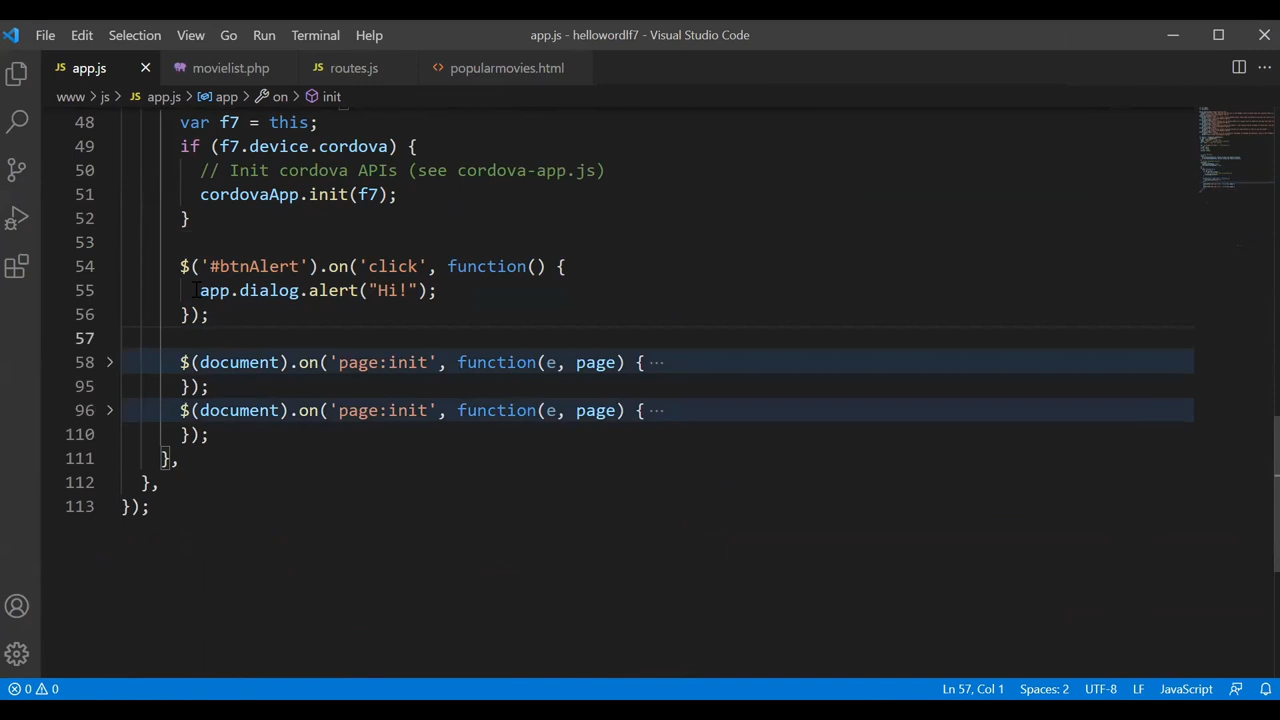 File Edit Selection View Go Run Terminal Help app.js - hellowordlf7 - Visual Studio Code
JS app.js movielist.php JS routes.js popularmovies.html
www > js > JS app.js > app > on > init
48 var f7 = this;
49 if (f7.device.cordova) {
50 // Init cordova APIs (see cordova-app.js)
51 cordovaApp.init(f7);
52 }
53
54 $('#btnAlert').on('click', function() {
55 app.dialog.alert("Hi!");
56 });
57
58 $(document).on('page:init', function(e, page) { ···
95 });
96 $(document).on('page:init', function(e, page) { ···
110 });
111 },
112 },
113 });
0 0 Ln 57, Col 1 Spaces: 2 UTF-8 LF JavaScript